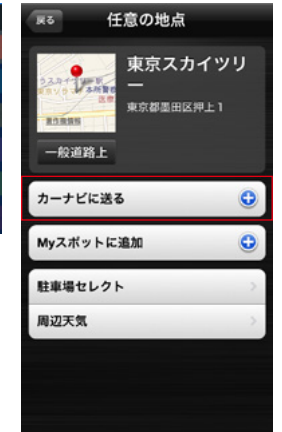 戻る
任意の地点
東京スカイツリ
ー
東京都墨田区押上1
一般道路上
カーナビに送る
Myスポットに追加
駐車場セレクト
周辺天気